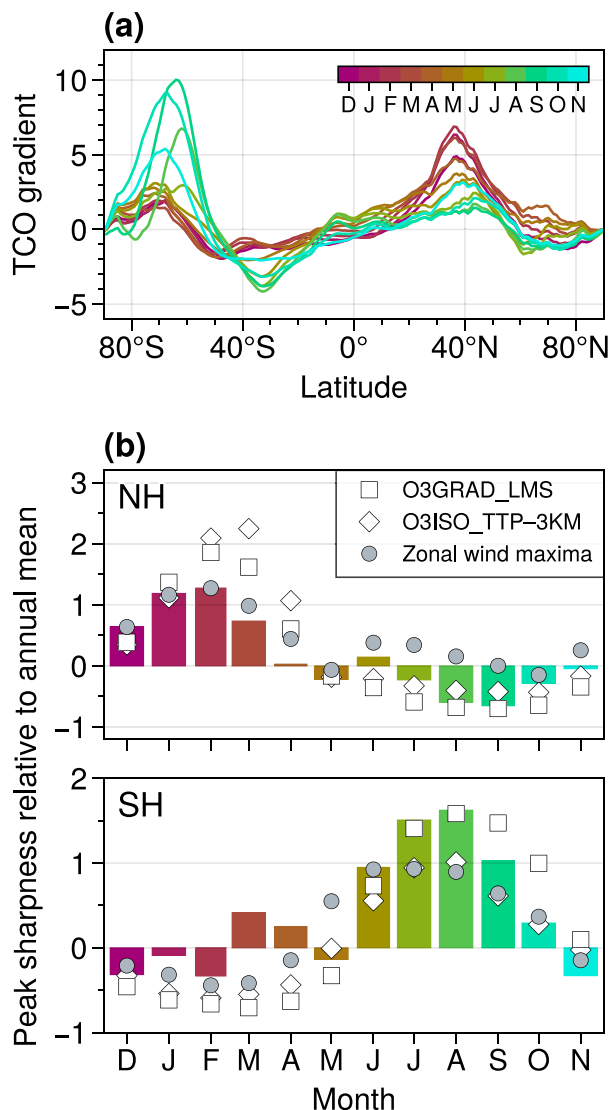 (a)
TCO gradient
10
5
0
−5
D J F M A M J J A S O N
80°S 40°S 0° 40°N 80°N
Latitude
(b)
Peak sharpness relative to annual mean
NH
3
2
1
0
−1
O3GRAD_LMS
O3ISO_TTP−3KM
Zonal wind maxima
SH
2
1
0
−1
D J F M A M J J A S O N
Month